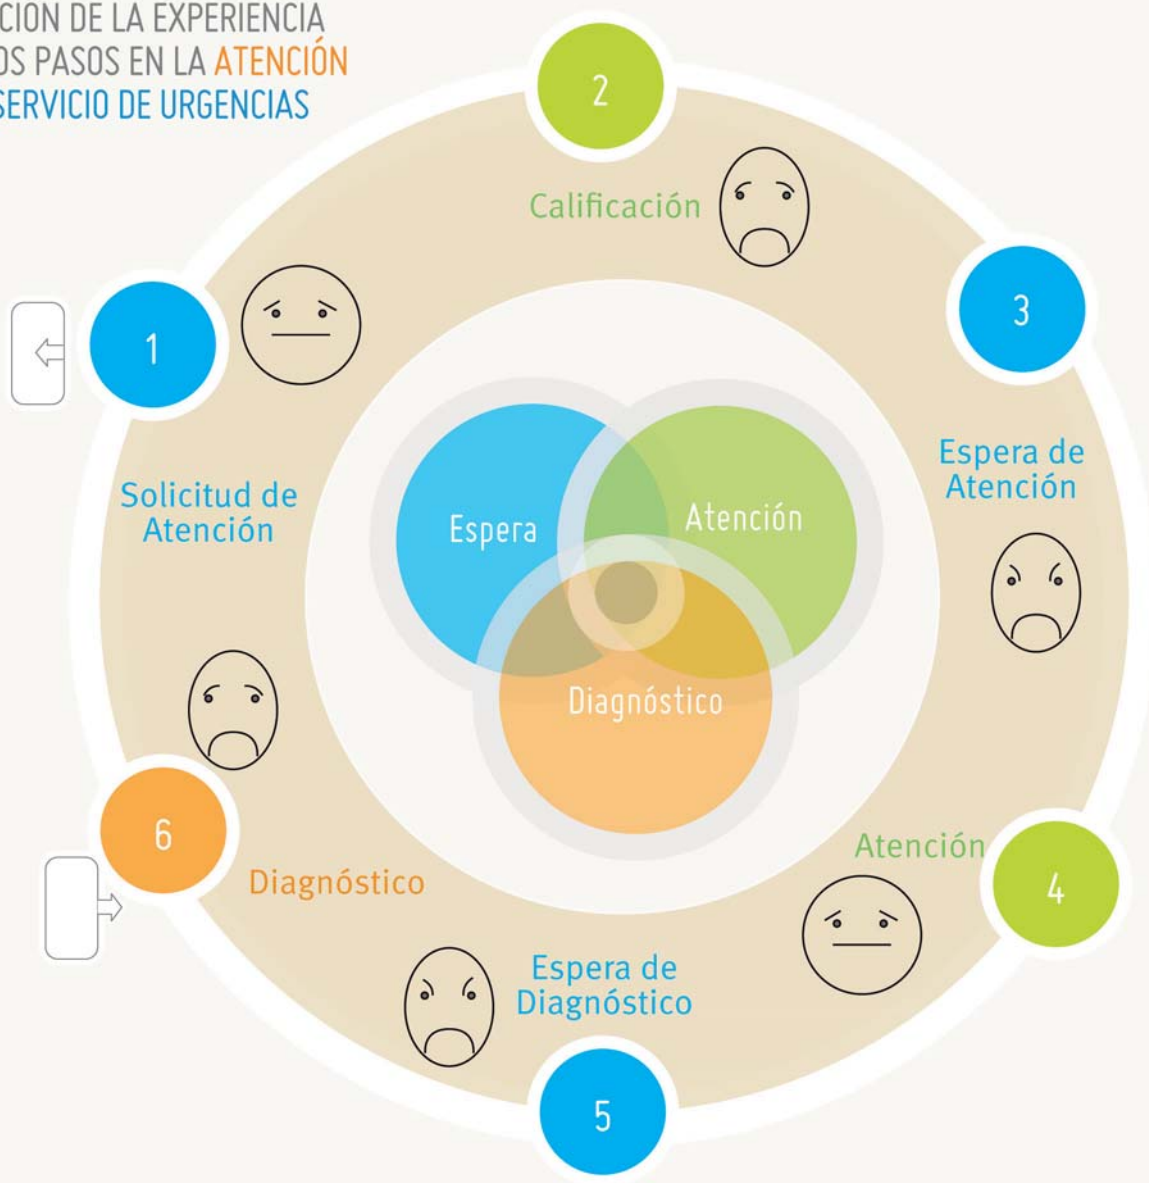 CION DE LA EXPERIENCIA
OS PASOS EN LA ATENCIÓN
SERVICIO DE URGENCIAS
2
Calificación
1
3
Solicitud de
Atención
Espera de
Atención
Espera
Atención
Diagnóstico
6
Diagnóstico
Atención
4
Espera de
Diagnóstico
5